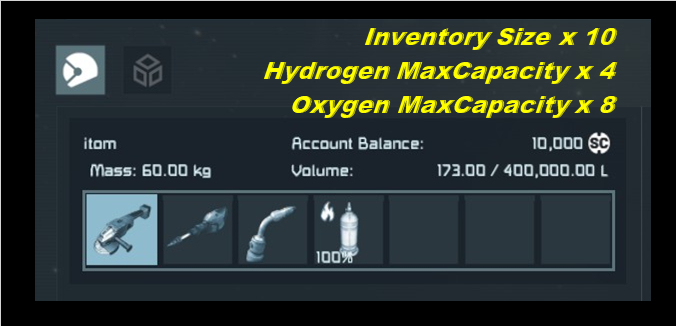 Inventory Size x 10
Hydrogen MaxCapacity x 4
Oxygen MaxCapacity x 8
itom
Account Balance: 10,000 SC
Mass: 60.00 kg
Volume: 173.00 / 400,000.00 L
100%